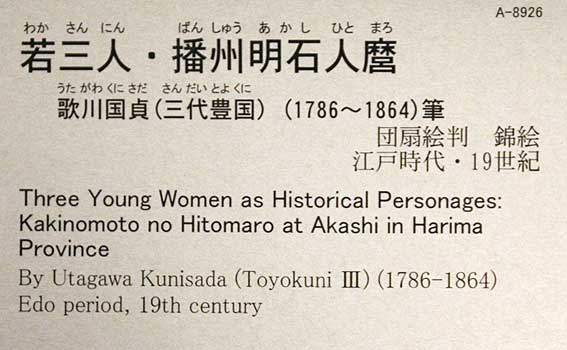 A-8926
わか さん にん ばん しゅう あ かし ひと まろ
若三人・播州明石人麿
うた がわ くに さだ さん だい とよ くに
歌川国貞(三代豊国) (1786～1864)筆
団扇絵判 錦絵
江戸時代・19世紀
Three Young Women as Historical Personages:
Kakinomoto no Hitomaro at Akashi in Harima
Province
By Utagawa Kunisada (Toyokuni Ⅲ) (1786-1864)
Edo period, 19th century